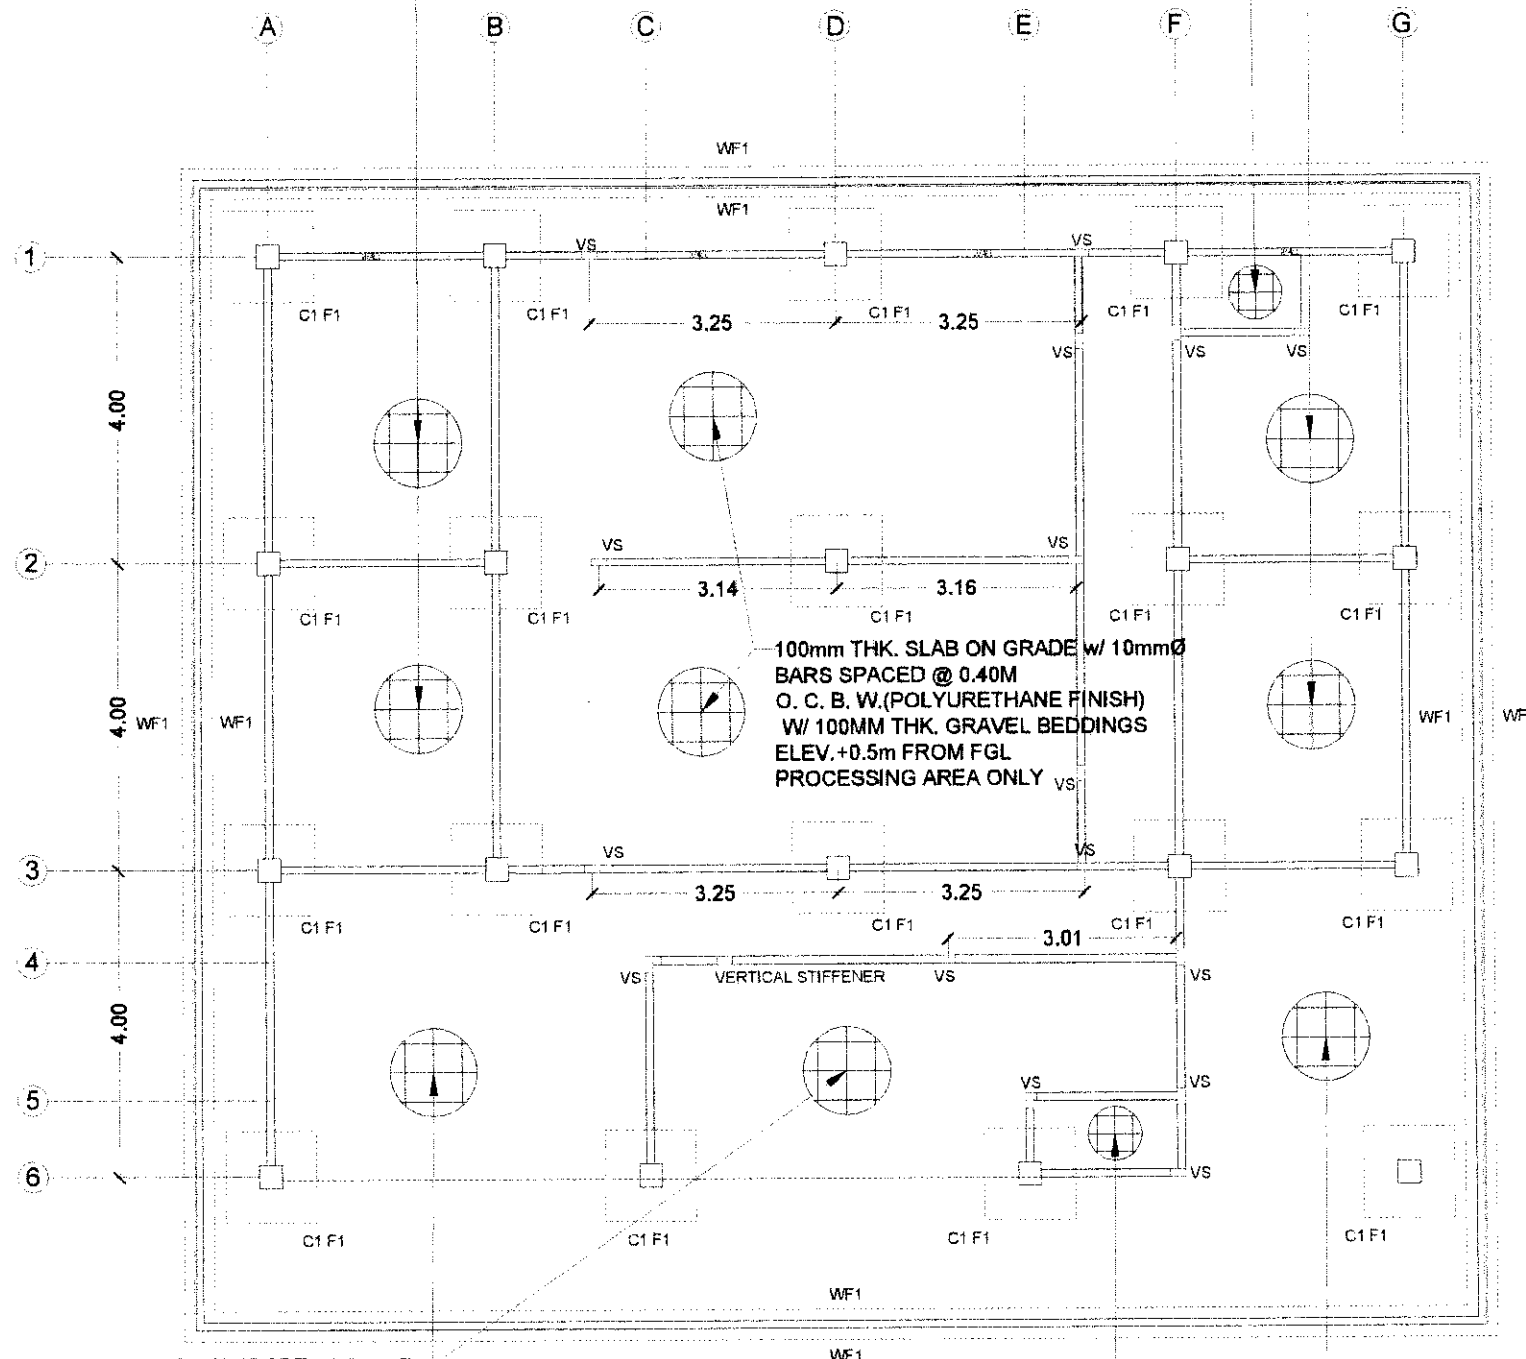 A B C D E F G
WF1
WF1
VS VS
1
C1 F1 C1 F1 3.25 C1 F1 3.25 C1 F1 C1 F1
VS VS VS
4.00
VS VS
2
3.14 3.16
C1 F1 C1 F1 C1 F1 C1 F1 C1 F1
100mm THK. SLAB ON GRADE w/ 10mmØ
BARS SPACED @ 0.40M
O. C. B. W.(POLYURETHANE FINISH)
W/ 100MM THK. GRAVEL BEDDINGS
ELEV.+0.5m FROM FGL
PROCESSING AREA ONLY
4.00 WF1 WF1 WF1 WF
VS
VS VS
3
3.25 3.25
C1 F1 C1 F1 C1 F1 C1 F1 C1 F1
3.01
4
VS VERTICAL STIFFENER VS VS
4.00
VS VS
5
6
VS
C1 F1 C1 F1 C1 F1 C1 F1
WF1
WF1